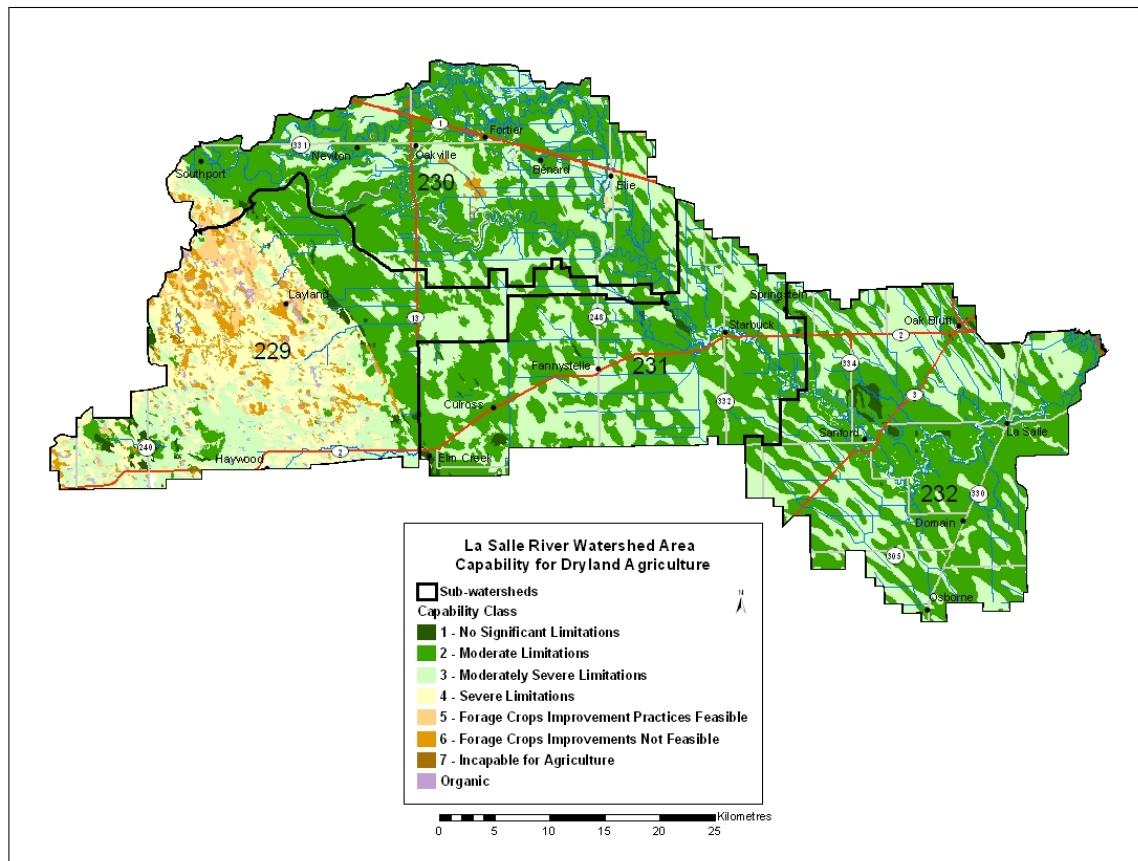 1
Fortier
331
Newton
Oakville
Southport
Benard
230
Elie
Layland
Springstein
13
248
Starbuck
Oak Bluff
2
229
Fannystelle
231
334
3
Culross
332
La Salle
Sanford
240
Haywood
2
Elm Creek
232
330
Domain
305
Osborne
La Salle River Watershed Area
Capability for Dryland Agriculture
Sub-watersheds
N
Capability Class
1 - No Significant Limitations
2 - Moderate Limitations
3 - Moderately Severe Limitations
4 - Severe Limitations
5 - Forage Crops Improvement Practices Feasible
6 - Forage Crops Improvements Not Feasible
7 - Incapable for Agriculture
Organic
Kilometres
0 5 10 15 20 25